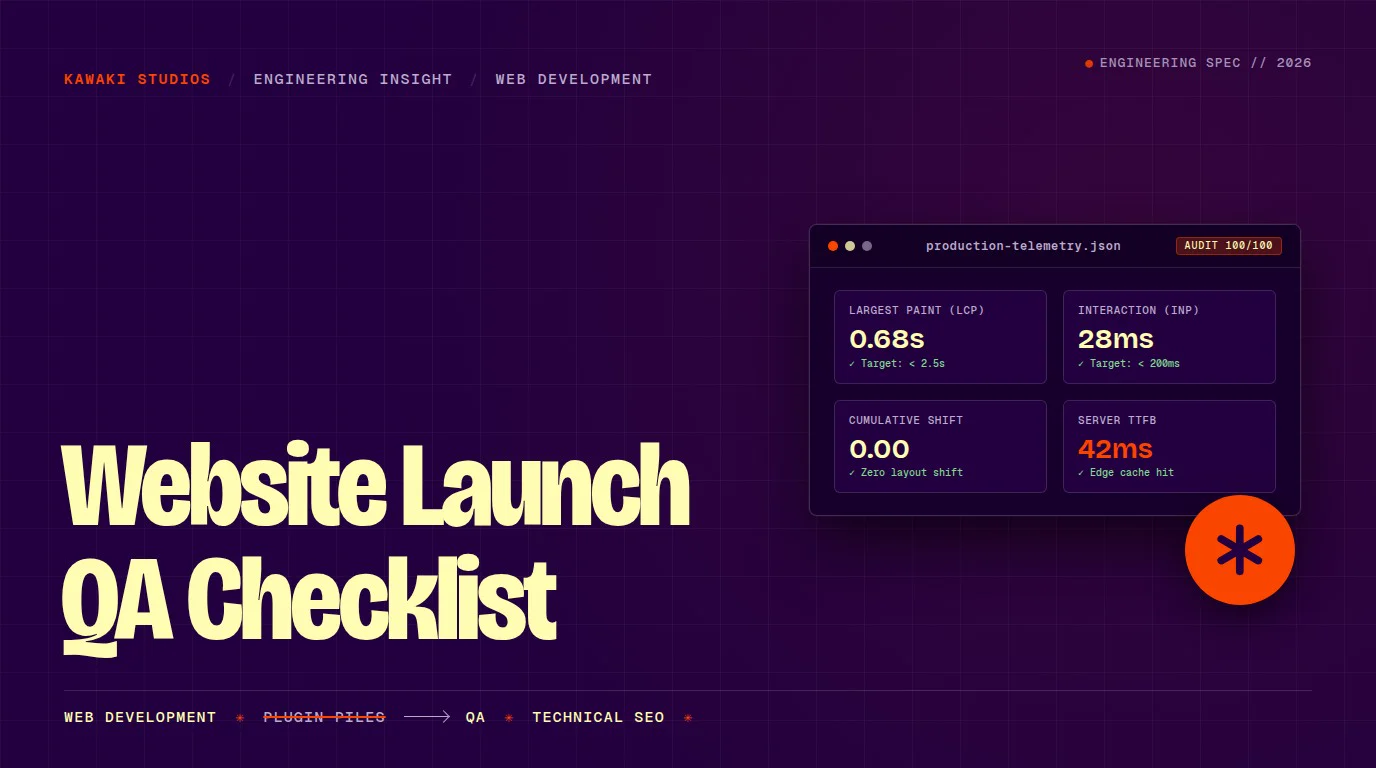 KAWAKI STUDIOS / ENGINEERING INSIGHT / WEB DEVELOPMENT
ENGINEERING SPEC // 2026
production-telemetry.json
AUDIT 100/100
LARGEST PAINT (LCP)
0.68s
✓ Target: < 2.5s
INTERACTION (INP)
28ms
✓ Target: < 200ms
CUMULATIVE SHIFT
0.00
✓ Zero layout shift
SERVER TTFB
42ms
✓ Edge cache hit
Website Launch
QA Checklist
WEB DEVELOPMENT * PLUGIN PILES → QA * TECHNICAL SEO *